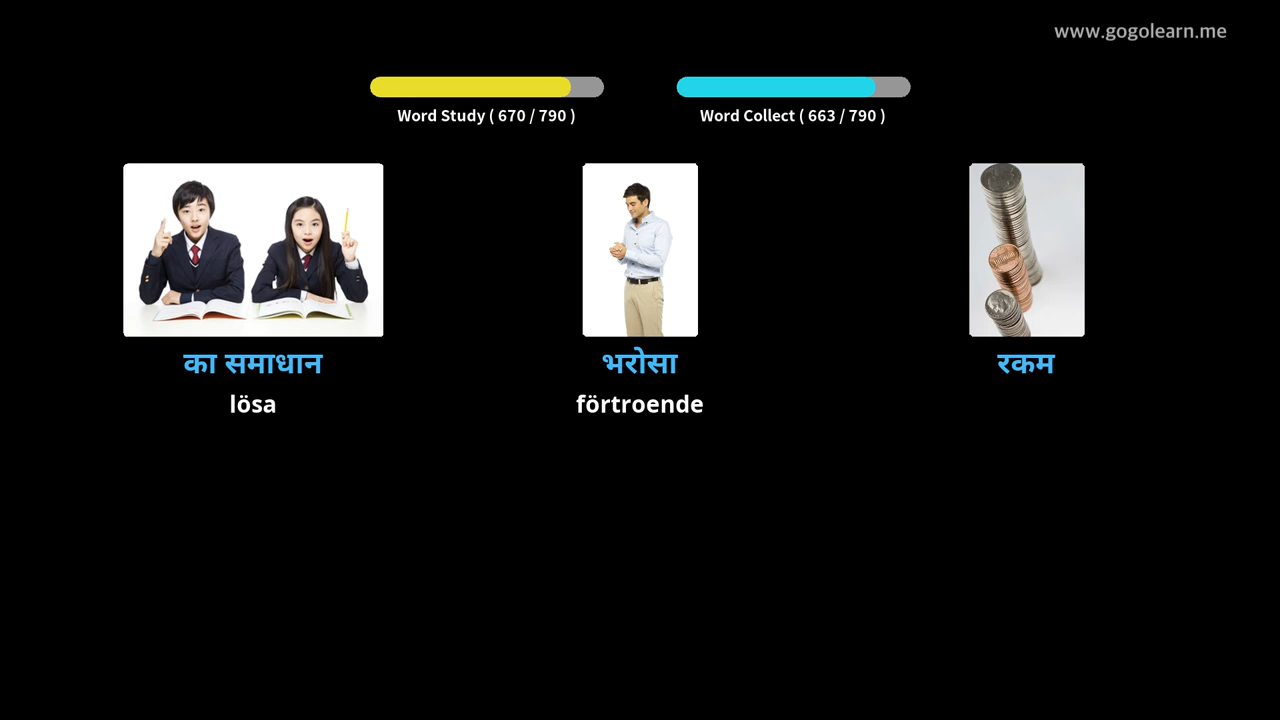 www.gogolearn.me
Word Study ( 670 / 790 )
Word Collect ( 663 / 790 )
का समाधान
lösa
भरोसा
förtroende
रकम